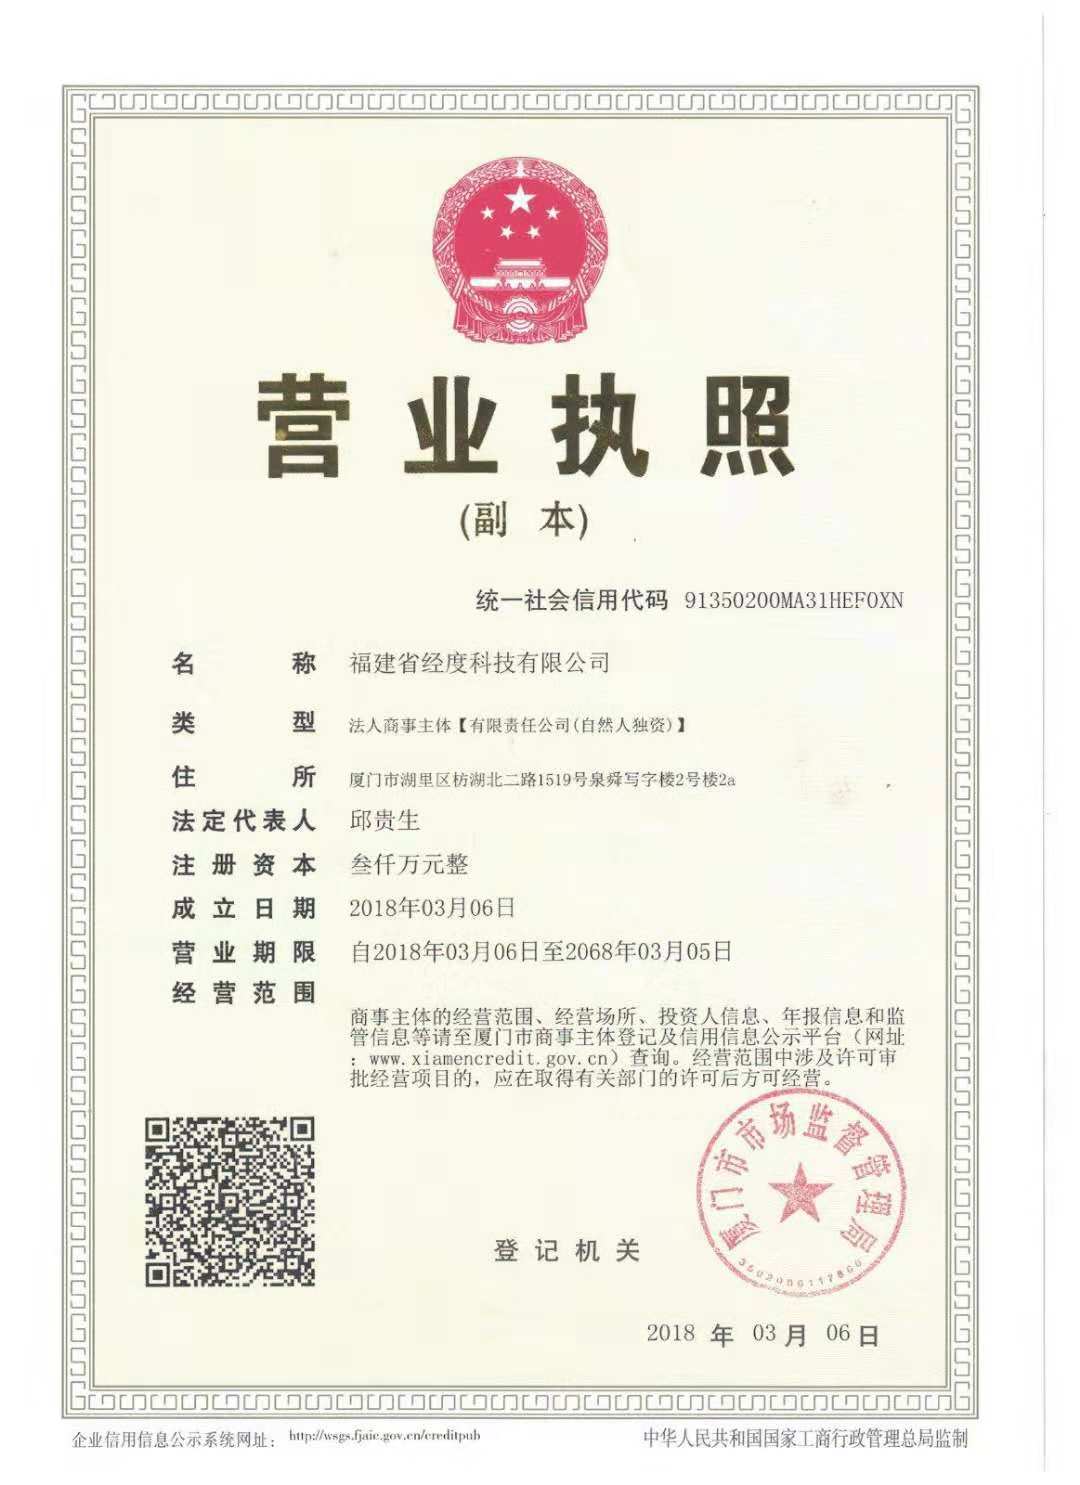 营业执照
(副 本)
统一社会信用代码 91350200MA31HEF0XN
名 称 福建省经度科技有限公司
类 型 法人商事主体【有限责任公司(自然人独资)】
住 所 厦门市湖里区枋湖北二路1519号泉舜写字楼2号楼2a
法定代表人 邱贵生
注册资本 叁仟万元整
成立日期 2018年03月06日
营业期限 自2018年03月06日至2068年03月05日
经营范围
商事主体的经营范围、经营场所、投资人信息、年报信息和监
管信息等请至厦门市商事主体登记及信用信息公示平台（网址
：www.xiamencredit.gov.cn）查询。经营范围中涉及许可审
批经营项目的，应在取得有关部门的许可后方可经营。
厦门市市场监督管理局
登记机关
2018 年 03 月 06 日
企业信用信息公示系统网址： http://wsgs.fjaic.gov.cn/creditpub
中华人民共和国国家工商行政管理总局监制